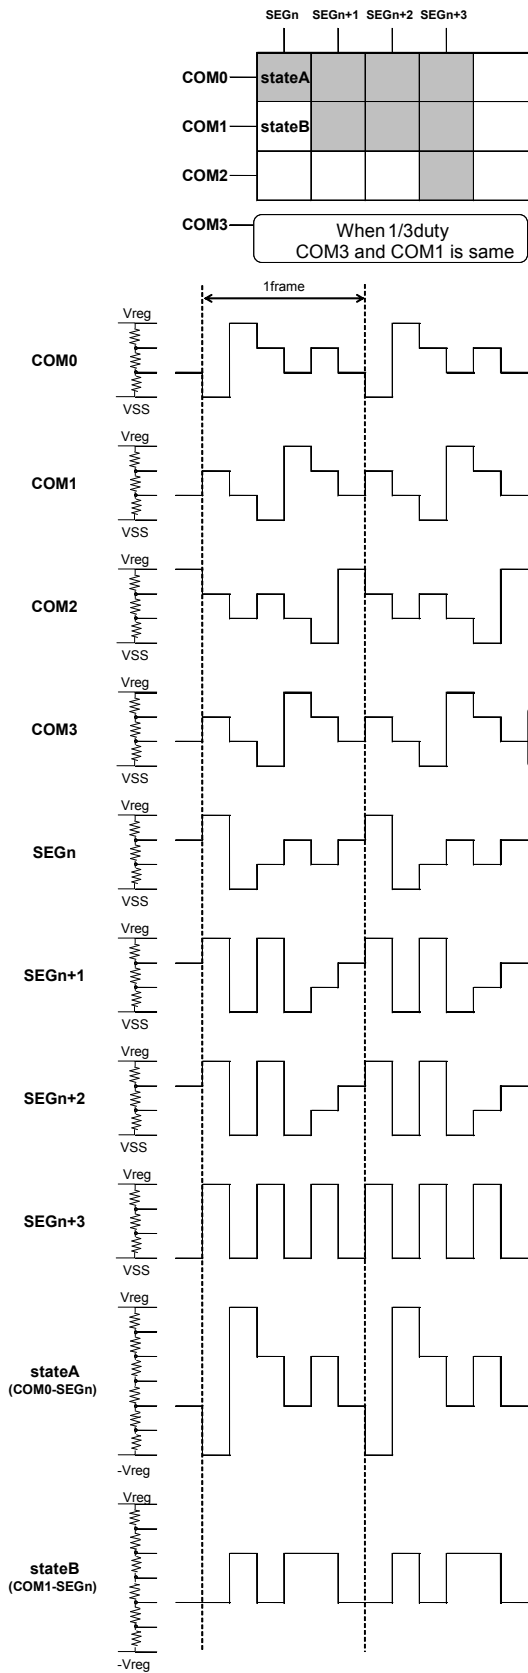 SEGn SEGn+1 SEGn+2 SEGn+3
COM0 stateA
COM1 stateB
COM2
COM3 When 1/3duty
COM3 and COM1 is same
1frame
Vreg
COM0
VSS
Vreg
COM1
VSS
Vreg
COM2
VSS
Vreg
COM3
VSS
Vreg
SEGn
VSS
Vreg
SEGn+1
VSS
Vreg
SEGn+2
VSS
Vreg
SEGn+3
VSS
Vreg
stateA
(COM0-SEGn)
-Vreg
Vreg
stateB
(COM1-SEGn)
-Vreg